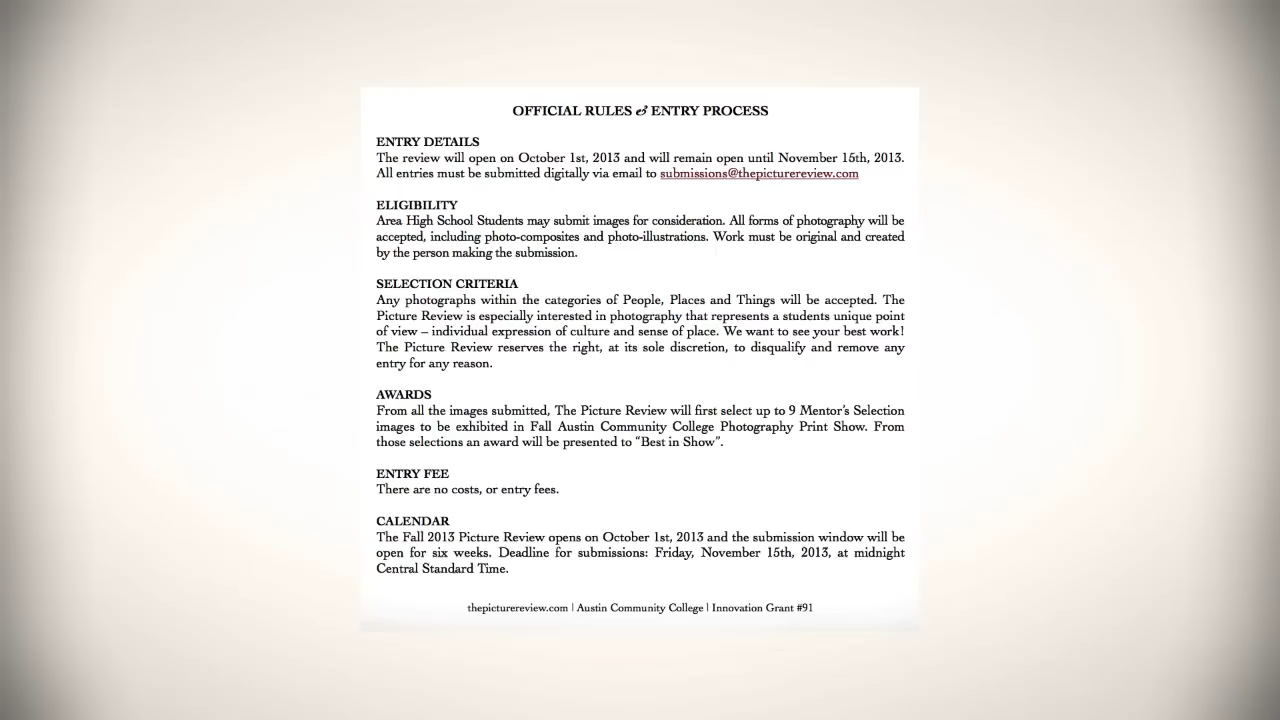 OFFICIAL RULES & ENTRY PROCESS
ENTRY DETAILS
The review will open on October 1st, 2013 and will remain open until November 15th, 2013.
All entries must be submitted digitally via email to submissions@thepicturereview.com
ELIGIBILITY
Area High School Students may submit images for consideration. All forms of photography will be
accepted, including photo-composites and photo-illustrations. Work must be original and created
by the person making the submission.
SELECTION CRITERIA
Any photographs within the categories of People, Places and Things will be accepted. The
Picture Review is especially interested in photography that represents a students unique point
of view – individual expression of culture and sense of place. We want to see your best work!
The Picture Review reserves the right, at its sole discretion, to disqualify and remove any
entry for any reason.
AWARDS
From all the images submitted, The Picture Review will first select up to 9 Mentor’s Selection
images to be exhibited in Fall Austin Community College Photography Print Show. From
those selections an award will be presented to “Best in Show”.
ENTRY FEE
There are no costs, or entry fees.
CALENDAR
The Fall 2013 Picture Review opens on October 1st, 2013 and the submission window will be
open for six weeks. Deadline for submissions: Friday, November 15th, 2013, at midnight
Central Standard Time.
thepicturereview.com | Austin Community College | Innovation Grant #91